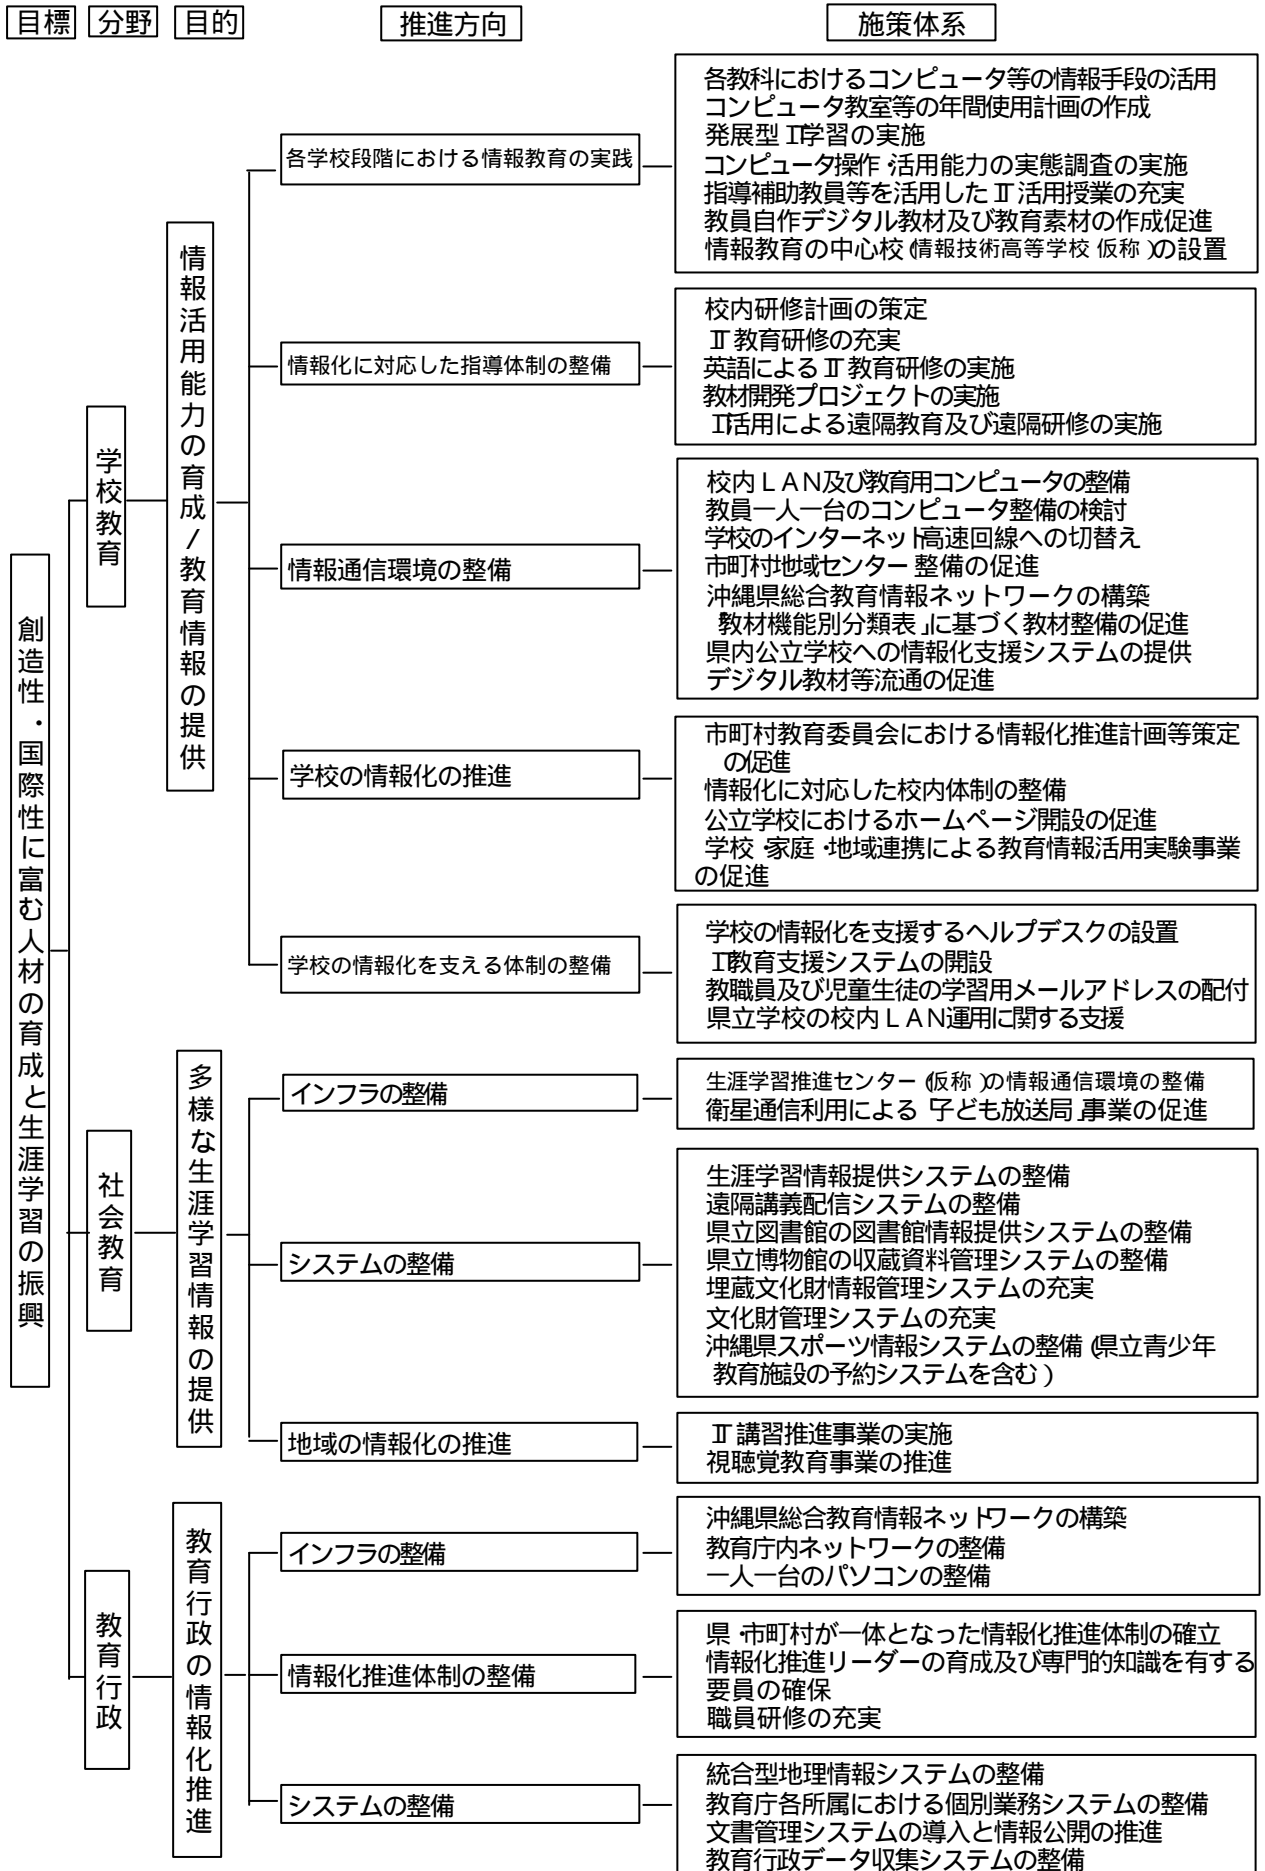 目標 分野 目的 推進方向 施策体系
創造性・国際性に富む人材の育成と生涯学習の振興
学校教育
情報活用能力の育成/教育情報の提供
各学校段階における情報教育の実践
各教科におけるコンピュータ等の情報手段の活用
コンピュータ教室等の年間使用計画の作成
発展型IT学習の実施
コンピュータ操作・活用能力の実態調査の実施
指導補助教員等を活用したIT活用授業の充実
教員自作デジタル教材及び教育素材の作成促進
情報教育の中心校(情報技術高等学校 仮称)の設置
情報化に対応した指導体制の整備
校内研修計画の策定
IT教育研修の充実
英語によるIT教育研修の実施
教材開発プロジェクトの実施
IT活用による遠隔教育及び遠隔研修の実施
情報通信環境の整備
校内LAN及び教育用コンピュータの整備
教員一人一台のコンピュータ整備の検討
学校のインターネット高速回線への切替え
市町村地域センター整備の促進
沖縄県総合教育情報ネットワークの構築
「教材機能別分類表」に基づく教材整備の促進
県内公立学校への情報化支援システムの提供
デジタル教材等流通の促進
学校の情報化の推進
市町村教育委員会における情報化推進計画等策定
の促進
情報化に対応した校内体制の整備
公立学校におけるホームページ開設の促進
学校・家庭・地域連携による教育情報活用実験事業
の促進
学校の情報化を支える体制の整備
学校の情報化を支援するヘルプデスクの設置
IT教育支援システムの開設
教職員及び児童生徒の学習用メールアドレスの配付
県立学校の校内LAN運用に関する支援
社会教育
多様な生涯学習情報の提供
インフラの整備
生涯学習推進センター(仮称)の情報通信環境の整備
衛星通信利用による「子ども放送局」事業の促進
システムの整備
生涯学習情報提供システムの整備
遠隔講義配信システムの整備
県立図書館の図書館情報提供システムの整備
県立博物館の収蔵資料管理システムの整備
埋蔵文化財情報管理システムの充実
文化財管理システムの充実
沖縄県スポーツ情報システムの整備(県立青少年
教育施設の予約システムを含む)
地域の情報化の推進
IT講習推進事業の実施
視聴覚教育事業の推進
教育行政
教育行政の情報化推進
インフラの整備
沖縄県総合教育情報ネットワークの構築
教育庁内ネットワークの整備
一人一台のパソコンの整備
情報化推進体制の整備
県・市町村が一体となった情報化推進体制の確立
情報化推進リーダーの育成及び専門的知識を有する
要員の確保
職員研修の充実
システムの整備
統合型地理情報システムの整備
教育庁各所属における個別業務システムの整備
文書管理システムの導入と情報公開の推進
教育行政データ収集システムの整備